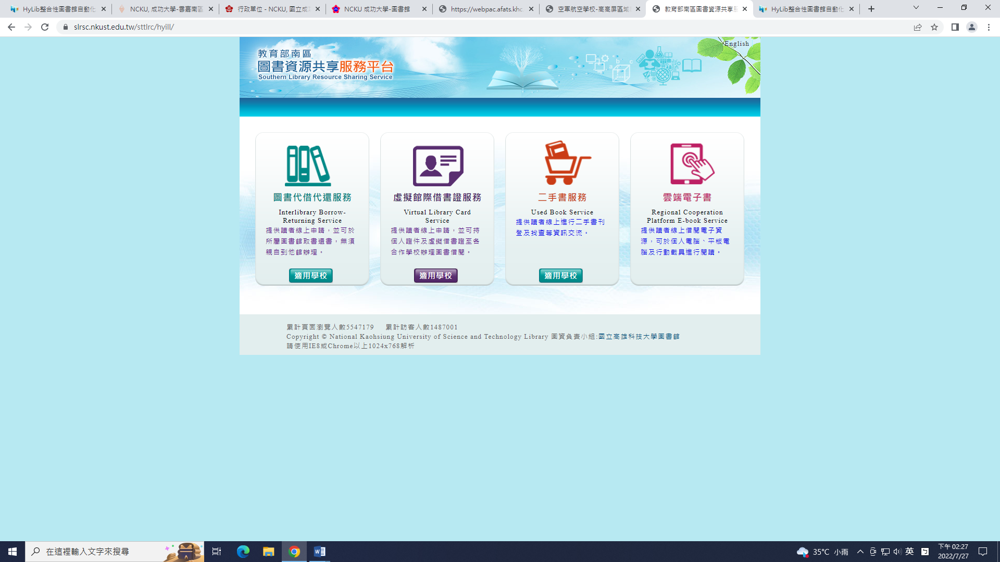 HyLib整合性圖書館自動化
NCKU, 成功大學-雲嘉南區
行政單位 - NCKU, 國立成功
NCKU 成功大學-圖書館
https://webpac.afats.khc
空軍航空學校-高高屏區域
教育部南區圖書資源共享服
HyLib整合性圖書館自動化
slrsc.nkust.edu.tw/sttlrc/hyill/
English
教育部南區
圖書資源共享服務平台
Southern Library Resource Sharing Service
圖書代借代還服務
Interlibrary Borrow-
Returning Service
提供讀者線上申請，並可於
所屬圖書館取書還書，無須
親自到他館辦理。
適用學校
虛擬館際借書證服務
Virtual Library Card
Service
提供讀者線上申請，並可持
個人證件及虛擬借書證至各
合作學校辦理圖書借閱。
適用學校
二手書服務
Used Book Service
提供讀者線上進行二手書刊
登及找查等資訊交流。
適用學校
雲端電子書
Regional Cooperation
Platform E-book Service
提供讀者線上借閱電子資
源，可於個人電腦、平板電
腦及行動載具進行閱讀。
累計頁面瀏覽人數5547179 累計訪客人數1487001
Copyright © National Kaohsiung University of Science and Technology Library 圖資負責小組:國立高雄科技大學圖書館
請使用IE8或Chrome以上1024x768解析
在這裡輸入文字來搜尋
35°C 小雨
英
下午 02:27
2022/7/27